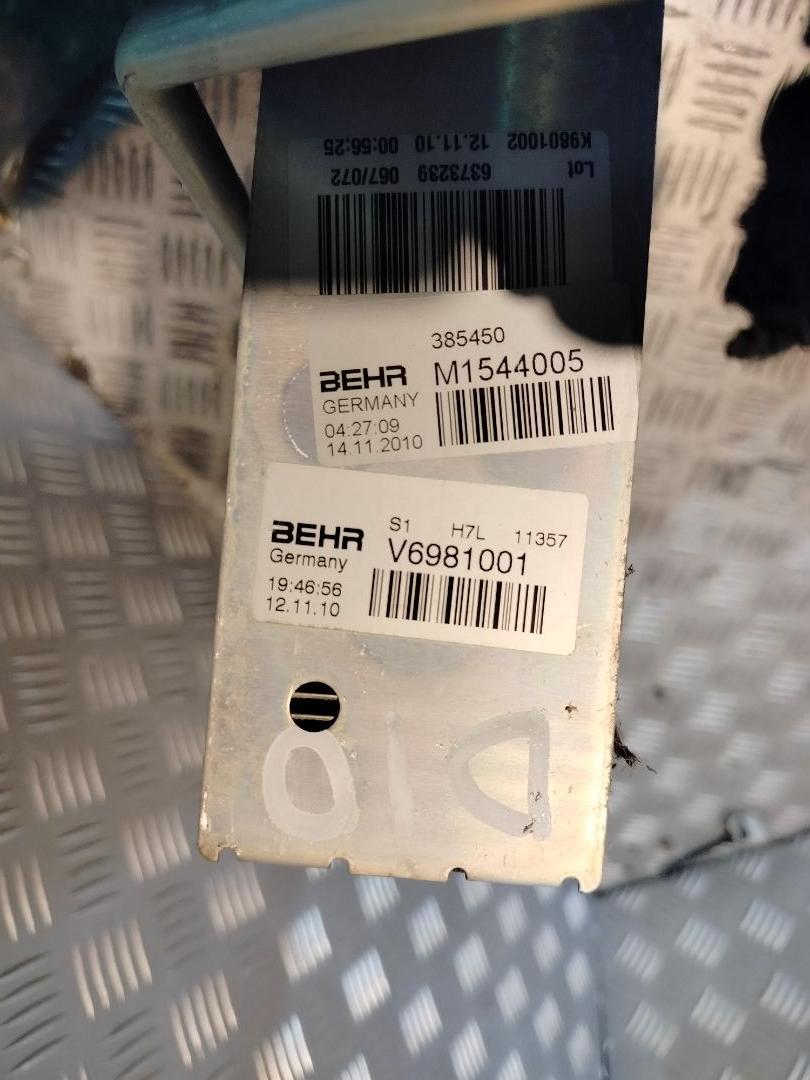 Lot 6373239 067/072
K9801002 12.11.10 00:56:25
385450
BEHR M1544005
GERMANY
04:27:09
14.11.2010
S1 H7L 11357
BEHR V6981001
Germany
19:46:56
12.11.10
D10